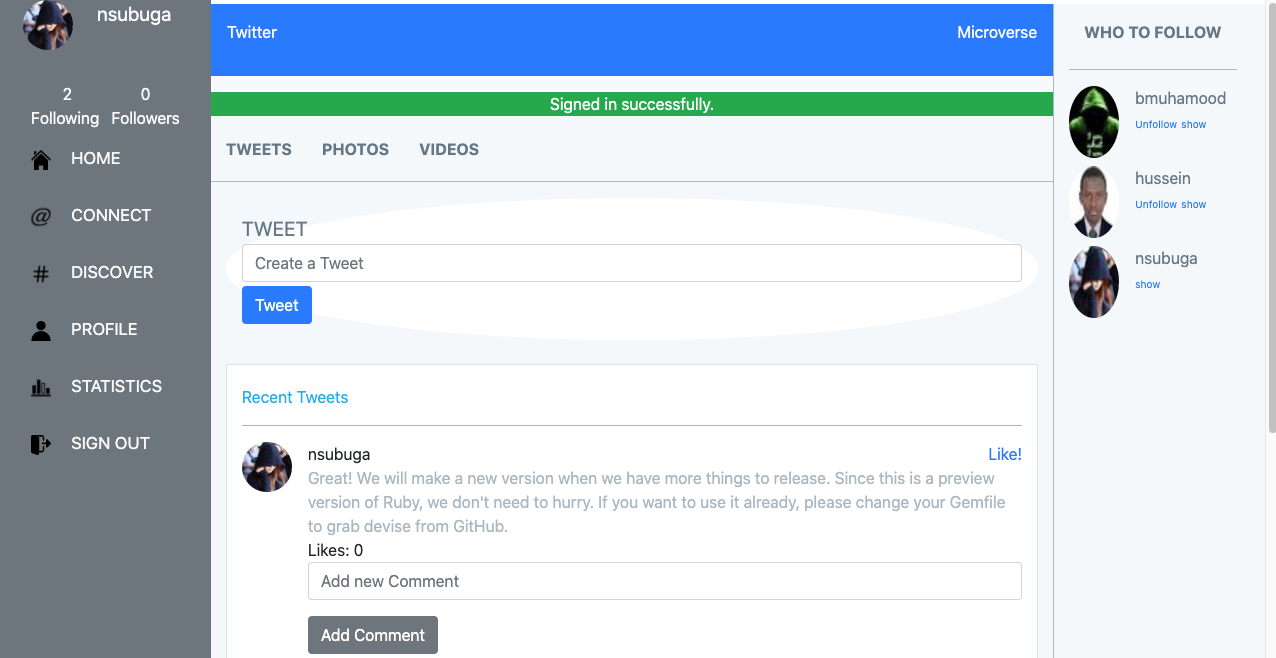 nsubuga
2 0
Following Followers
HOME
CONNECT
DISCOVER
PROFILE
STATISTICS
SIGN OUT
Twitter Microverse
Signed in successfully.
TWEETS PHOTOS VIDEOS
TWEET
Create a Tweet
Tweet
Recent Tweets
nsubuga Like!
Great! We will make a new version when we have more things to release. Since this is a preview
version of Ruby, we don't need to hurry. If you want to use it already, please change your Gemfile
to grab devise from GitHub.
Likes: 0
Add new Comment
Add Comment
WHO TO FOLLOW
bmuhamood
Unfollow show
hussein
Unfollow show
nsubuga
show